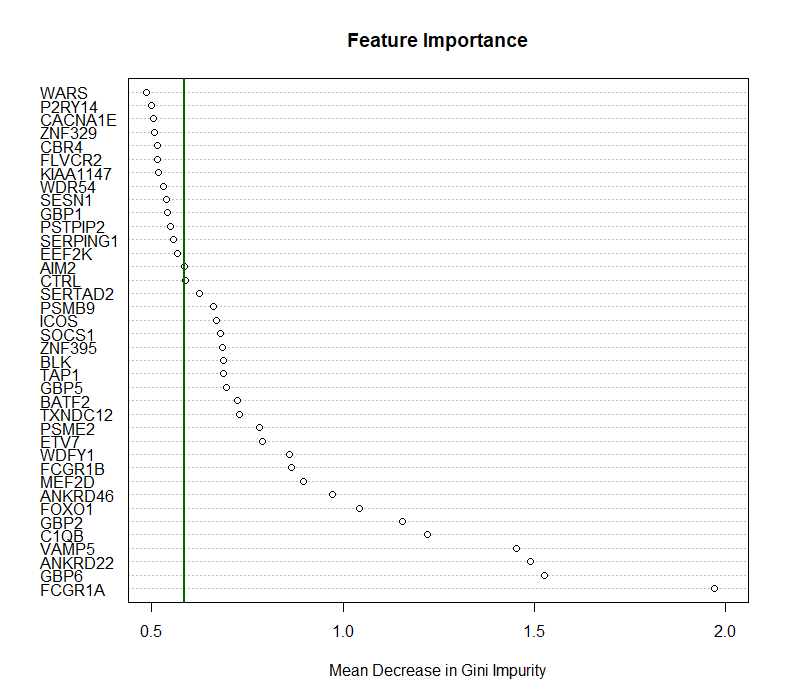 Feature Importance
WARS
P2RY14
CACNA1E
ZNF329
CBR4
FLVCR2
KIAA1147
WDR54
SESN1
GBP1
PSTPIP2
SERPING1
EEF2K
AIM2
CTRL
SERTAD2
PSMB9
ICOS
SOCS1
ZNF395
BLK
TAP1
GBP5
BATF2
TXNDC12
PSME2
ETV7
WDFY1
FCGR1B
MEF2D
ANKRD46
FOXO1
GBP2
C1QB
VAMP5
ANKRD22
GBP6
FCGR1A
0.5 1.0 1.5 2.0
Mean Decrease in Gini Impurity